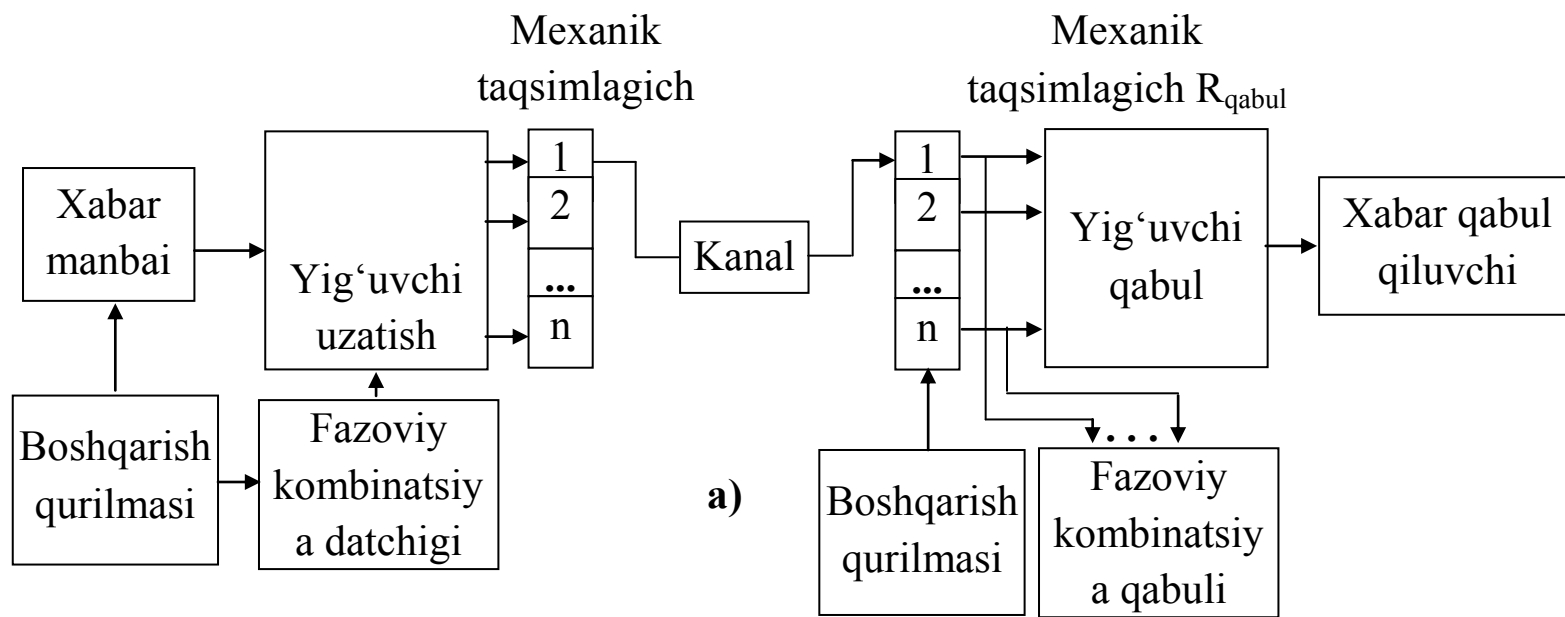 Mexanik
taqsimlagich
Mexanik
taqsimlagich R_qabul
Xabar
manbai
Yig‘uvchi
uzatish
1
2
...
n
Kanal
1
2
...
n
Yig‘uvchi
qabul
Xabar qabul
qiluvchi
Boshqarish
qurilmasi
Fazoviy
kombinatsiy
a datchigi
a)
Boshqarish
qurilmasi
. . .
Fazoviy
kombinatsiy
a qabuli